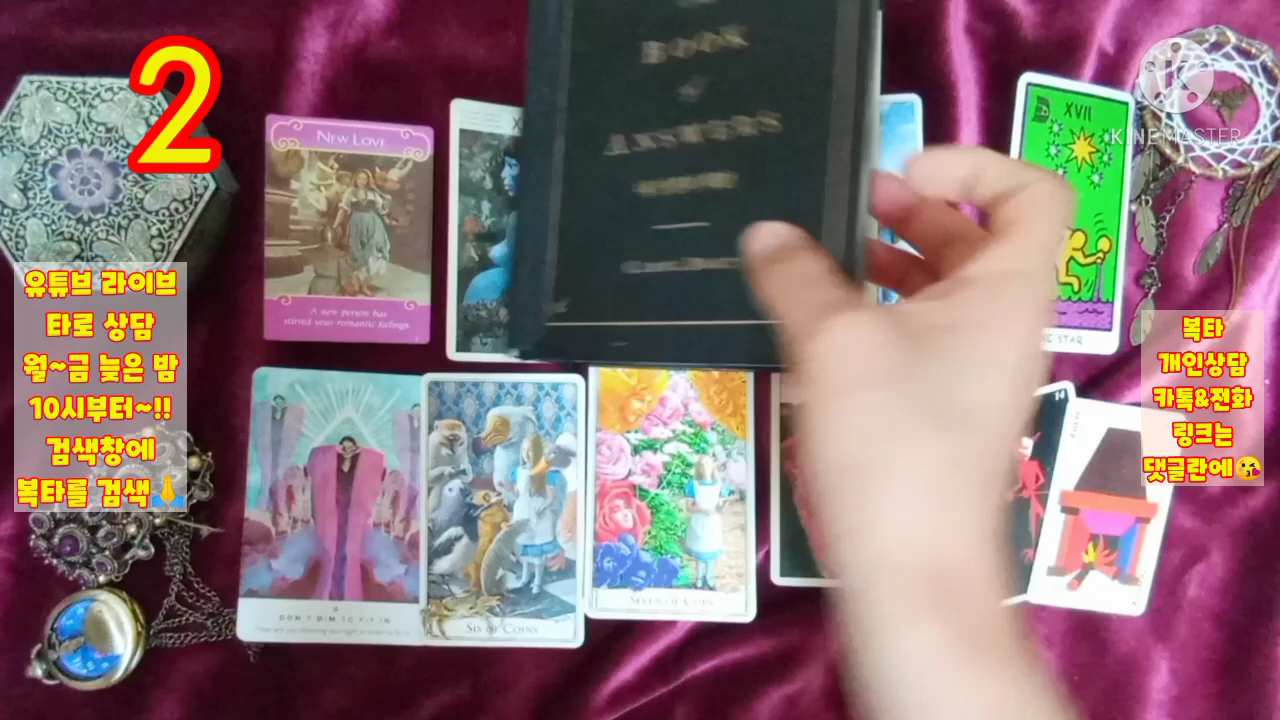 2
유튜브 라이브
타로 상담
월~금 늦은 밤
10시부터~!!
검색창에
복타를 검색🙏
NEW LOVE
A new person has
stirred your romantic feelings.
BOOK
ANSWERS
XVII
THE STAR
KINEMASTER
복타
개인상담
카톡&전화
링크는
댓글란에😘
DON'T DIM TO FIT IN
SIX OF COINS
SEVEN OF
14